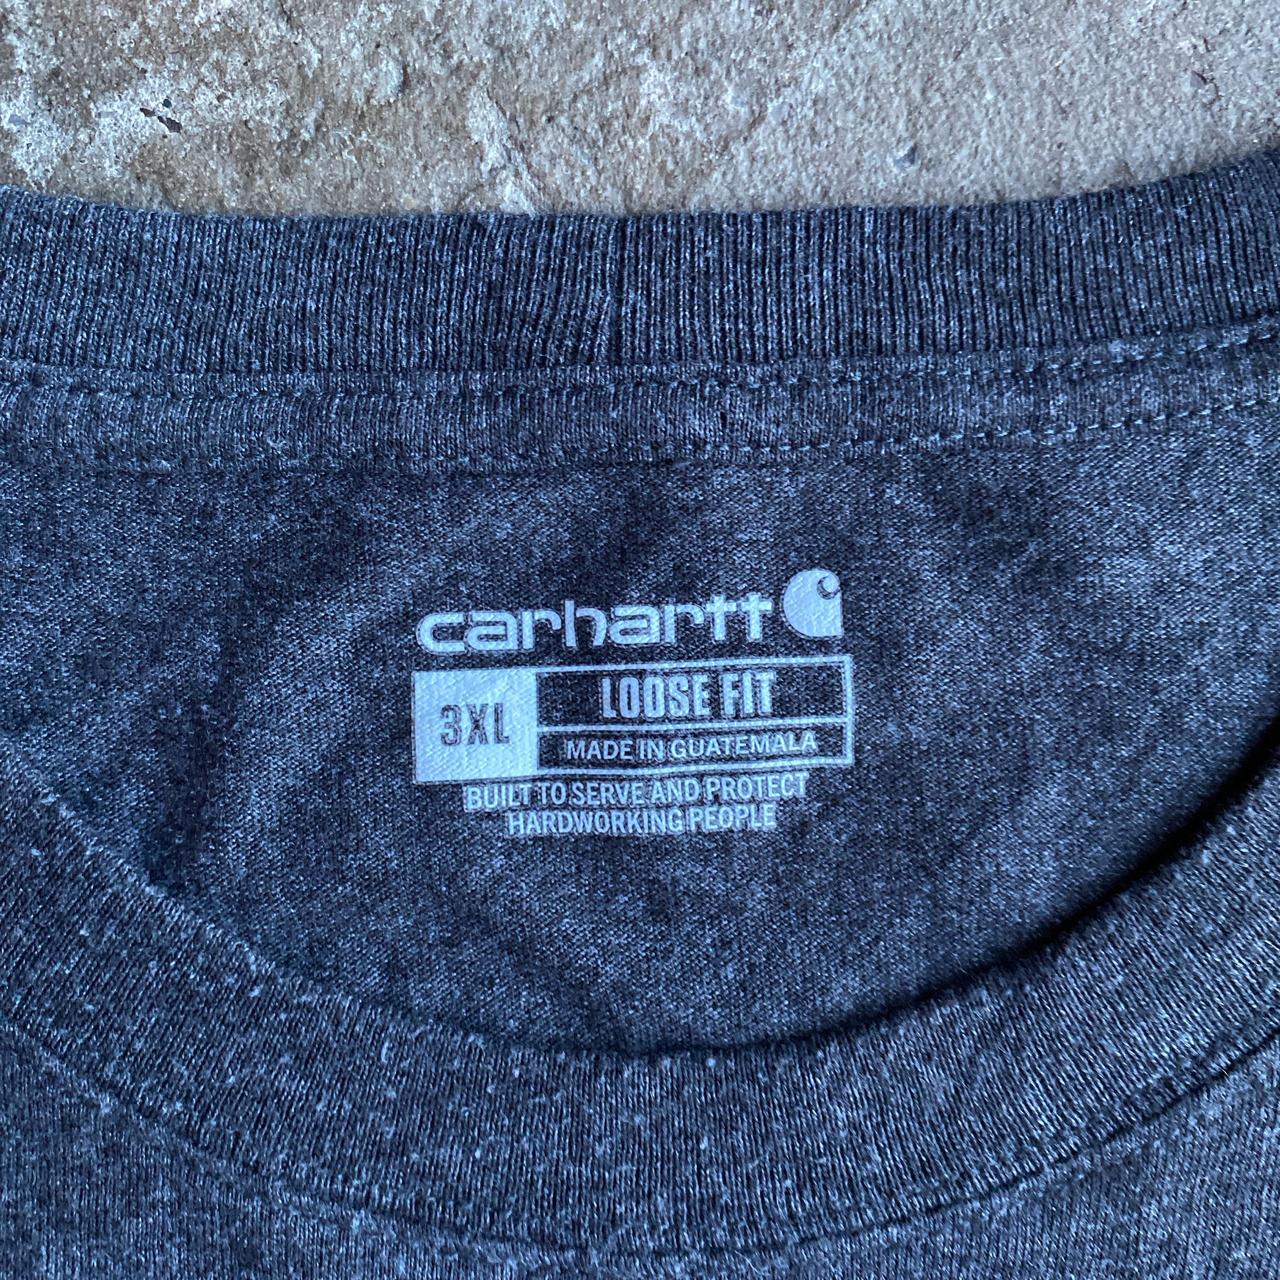 carhartt
3XL
LOOSE FIT
MADE IN GUATEMALA
BUILT TO SERVE AND PROTECT
HARDWORKING PEOPLE